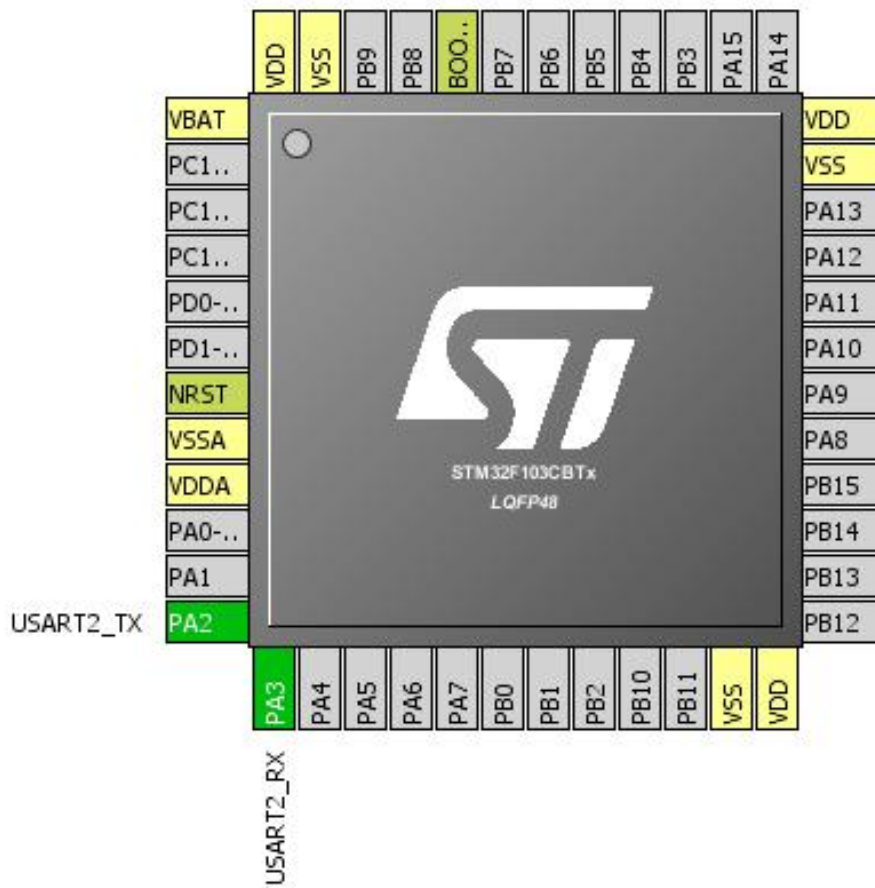 VDD
VSS
PB9
PB8
BOO..
PB7
PB6
PB5
PB4
PB3
PA15
PA14
VBAT
PC1..
PC1..
PC1..
PD0-..
PD1-..
NRST
VSSA
VDDA
PA0-..
PA1
USART2_TX PA2
VDD
VSS
PA13
PA12
PA11
PA10
PA9
PA8
PB15
PB14
PB13
PB12
ST
STM32F103CBTx
LQFP48
PA3
PA4
PA5
PA6
PA7
PB0
PB1
PB2
PB10
PB11
VSS
VDD
USART2_RX